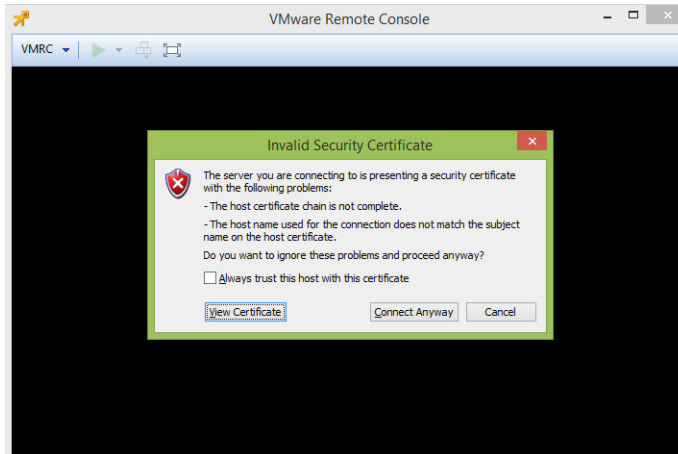 VMware Remote Console
VMRC
Invalid Security Certificate
The server you are connecting to is presenting a security certificate
with the following problems:
- The host certificate chain is not complete.
- The host name used for the connection does not match the subject
name on the host certificate.
Do you want to ignore these problems and proceed anyway?
Always trust this host with this certificate
View Certificate
Connect Anyway
Cancel